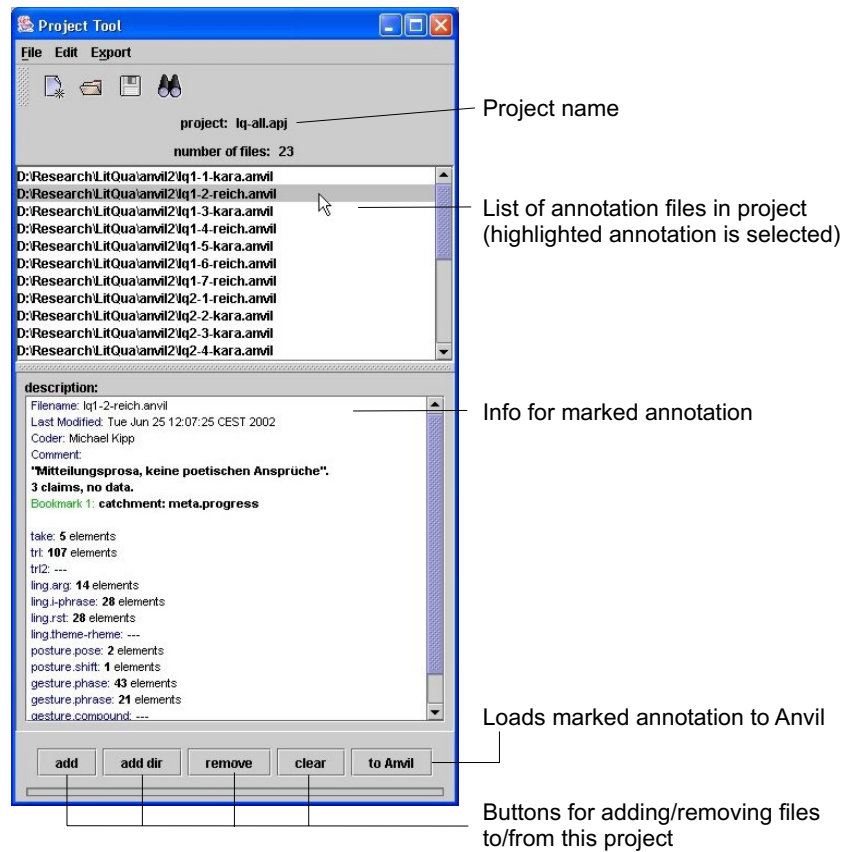 Project Tool
File Edit Export
project: lq-all.apj
Project name
number of files: 23
D:\Research\LitQua\anvil2\lq1-1-kara.anvil
D:\Research\LitQua\anvil2\lq1-2-reich.anvil
D:\Research\LitQua\anvil2\lq1-3-kara.anvil
D:\Research\LitQua\anvil2\lq1-4-reich.anvil
D:\Research\LitQua\anvil2\lq1-5-kara.anvil
D:\Research\LitQua\anvil2\lq1-6-reich.anvil
D:\Research\LitQua\anvil2\lq1-7-reich.anvil
D:\Research\LitQua\anvil2\lq2-1-reich.anvil
D:\Research\LitQua\anvil2\lq2-2-kara.anvil
D:\Research\LitQua\anvil2\lq2-3-kara.anvil
D:\Research\LitQua\anvil2\lq2-4-kara.anvil
List of annotation files in project
(highlighted annotation is selected)
description:
Filename: lq1-2-reich.anvil
Last Modified: Tue Jun 25 12:07:25 CEST 2002
Coder: Michael Kipp
Comment:
"Mitteilungsprosa, keine poetischen Ansprüche".
3 claims, no data.
Bookmark 1: catchment: meta.progress
Info for marked annotation
take: 5 elements
trl: 107 elements
trl2: ---
ling.arg: 14 elements
ling.i-phrase: 28 elements
ling.rst: 28 elements
ling.theme-rheme: ---
posture.pose: 2 elements
posture.shift: 1 elements
gesture.phase: 43 elements
gesture.phrase: 21 elements
gesture.compound: ---
Loads marked annotation to Anvil
add add dir remove clear to Anvil
Buttons for adding/removing files
to/from this project